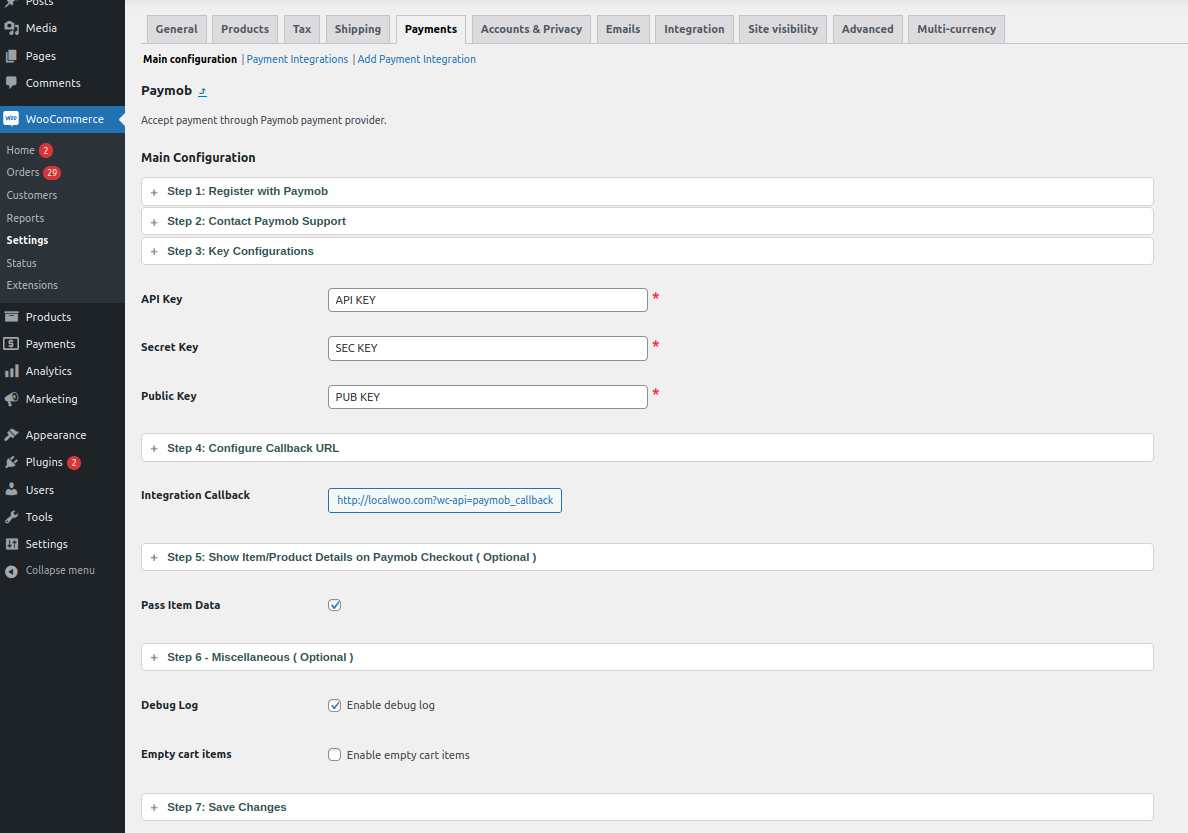 Posts
Media
Pages
Comments
WooCommerce
Home 2
Orders 29
Customers
Reports
Settings
Status
Extensions
Products
Payments
Analytics
Marketing
Appearance
Plugins 2
Users
Tools
Settings
Collapse menu
General Products Tax Shipping Payments Accounts & Privacy Emails Integration Site visibility Advanced Multi-currency
Main configuration | Payment Integrations | Add Payment Integration
Paymob
Accept payment through Paymob payment provider.
Main Configuration
+ Step 1: Register with Paymob
+ Step 2: Contact Paymob Support
+ Step 3: Key Configurations
API Key API KEY *
Secret Key SEC KEY *
Public Key PUB KEY *
+ Step 4: Configure Callback URL
Integration Callback http://localwoo.com?wc-api=paymob_callback
+ Step 5: Show Item/Product Details on Paymob Checkout ( Optional )
Pass Item Data
+ Step 6 - Miscellaneous ( Optional )
Debug Log Enable debug log
Empty cart items Enable empty cart items
+ Step 7: Save Changes